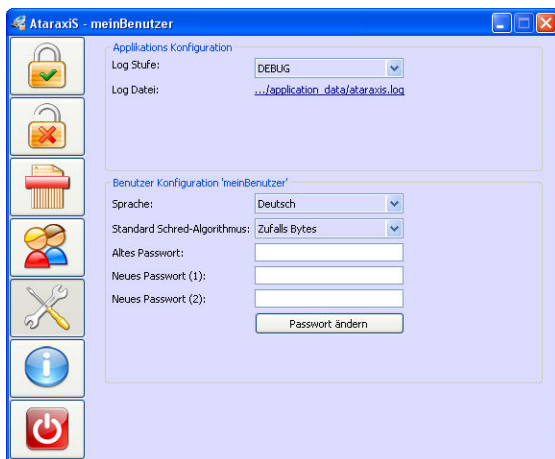 AtaraxiS - meinBenutzer
Applikations Konfiguration
Log Stufe: DEBUG
Log Datei: .../application_data/ataraxis.log
Benutzer Konfiguration 'meinBenutzer'
Sprache: Deutsch
Standard Schred-Algorithmus: Zufalls Bytes
Altes Passwort:
Neues Passwort (1):
Neues Passwort (2):
Passwort ändern